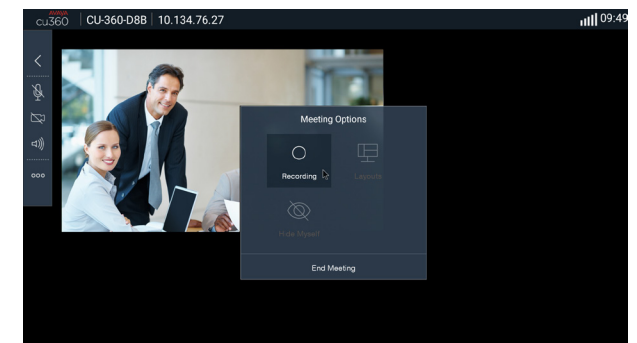 AVAYA
cu360 CU-360-D8B 10.134.76.27 09:49
Meeting Options
Recording Layouts
Hide Myself
End Meeting